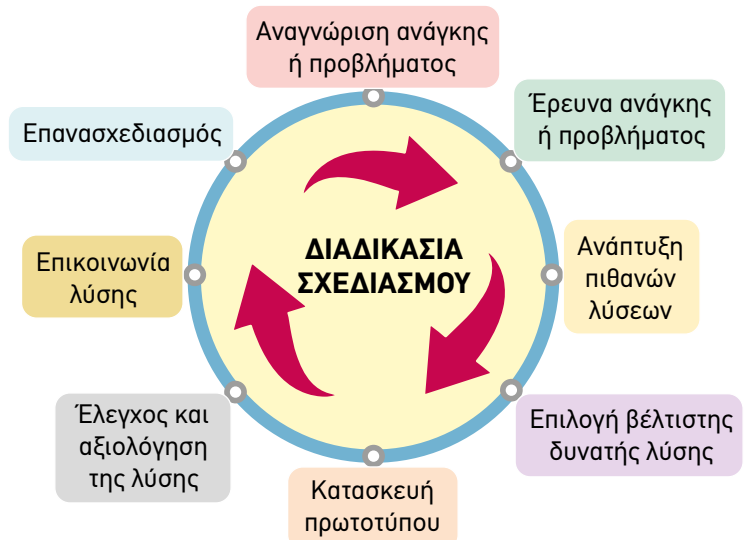 Αναγνώριση ανάγκης
ή προβλήματος
Έρευνα ανάγκης
ή προβλήματος
Ανάπτυξη
πιθανών
λύσεων
Επιλογή βέλτιστης
δυνατής λύσης
Κατασκευή
πρωτοτύπου
Έλεγχος και
αξιολόγηση
της λύσης
Επικοινωνία
λύσης
Επανασχεδιασμός
ΔΙΑΔΙΚΑΣΙΑ
ΣΧΕΔΙΑΣΜΟΥ